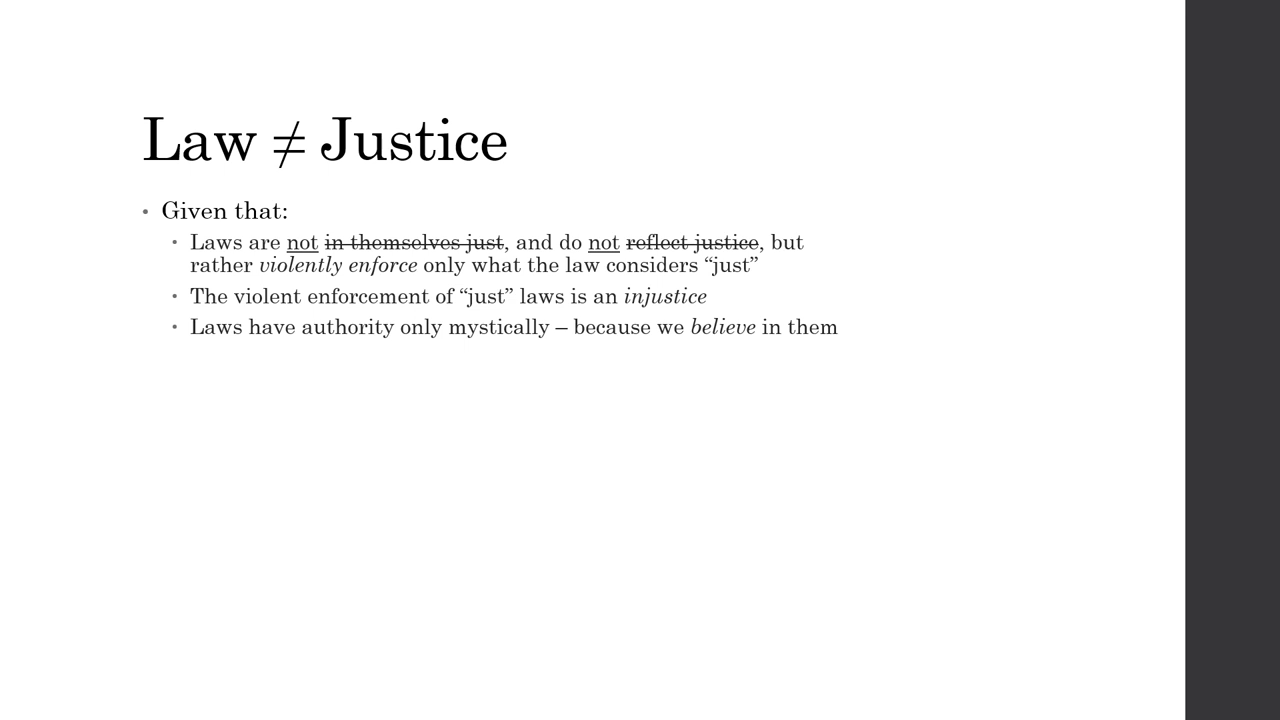 Law ≠ Justice
• Given that:
• Laws are not in themselves just, and do not reflect justice, but
rather violently enforce only what the law considers “just”
• The violent enforcement of “just” laws is an injustice
• Laws have authority only mystically – because we believe in them